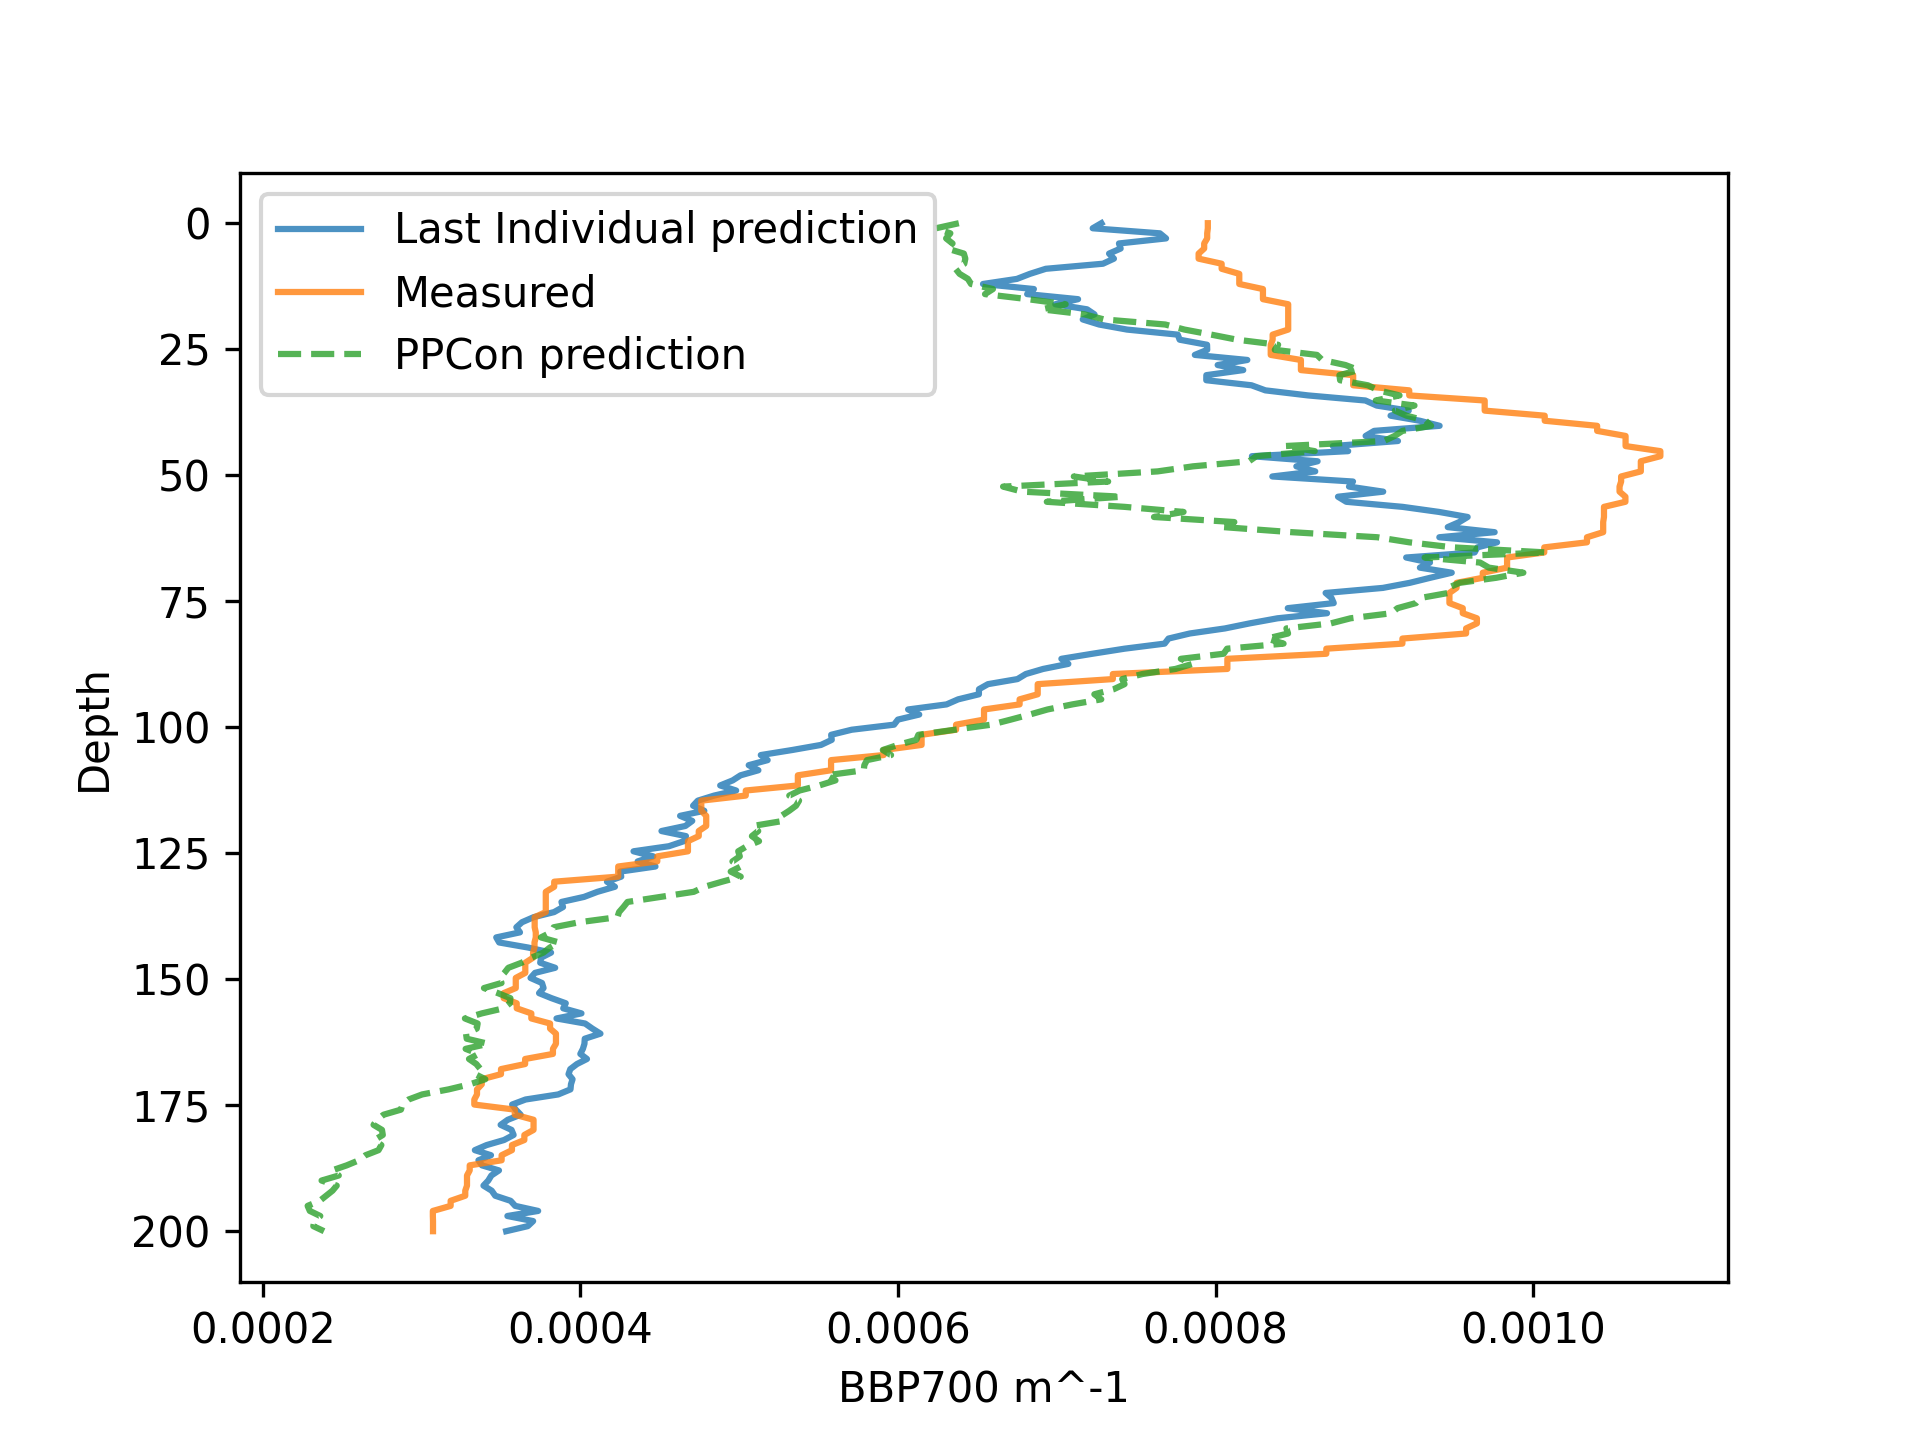 Last Individual prediction
Measured
PPCon prediction
0
25
50
75
100
125
150
175
200
Depth
0.0002 0.0004 0.0006 0.0008 0.0010
BBP700 m^-1